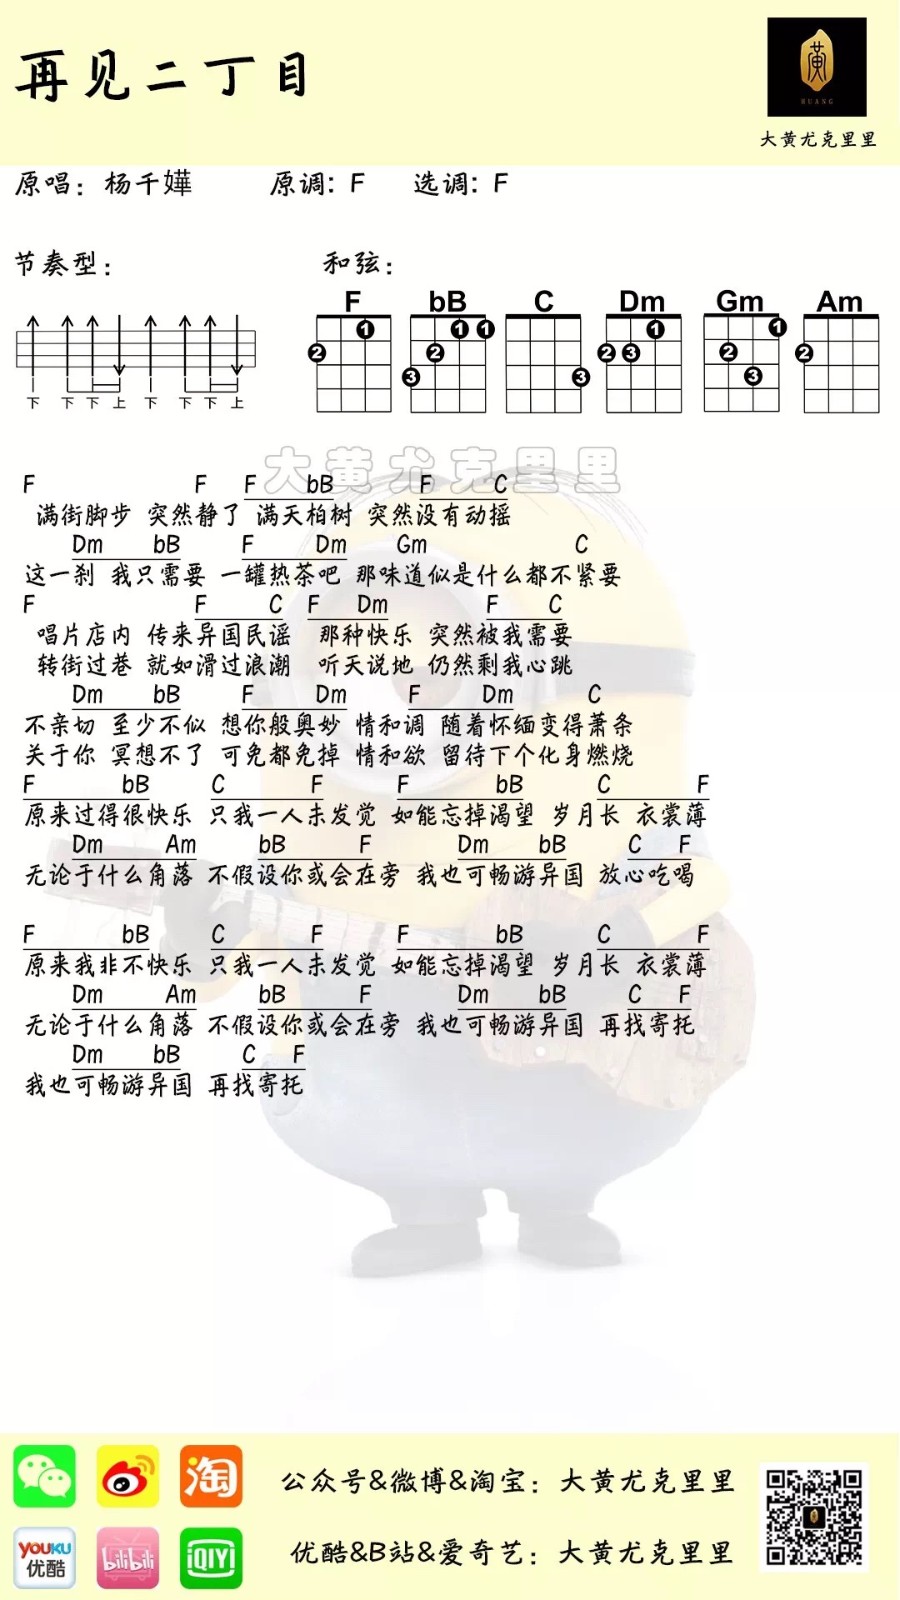 再见二丁目
黄
HUANG
大黄尤克里里
原唱：杨千嬅 原调：F 选调：F
节奏型： 和弦：
F bB C Dm Gm Am
1 1 1 1 1
2 2 2 3 2 2
3 3 3
下 下 下 上 下 下 下 上
大黄尤克里里
F F F bB F C
满街脚步 突然静了 满天柏树 突然没有动摇
Dm bB F Dm Gm C
这一刹 我只需要 一罐热茶吧 那味道似是什么都不紧要
F F C F Dm F C
唱片店内 传来异国民谣 那种快乐 突然被我需要
转街过巷 就如滑过浪潮 听天说地 仍然剩我心跳
Dm bB F Dm F Dm C
不亲切 至少不似 想你般奥妙 情和调 随着怀缅变得萧条
关于你 冥想不了 可免都免掉 情和欲 留待下个化身燃烧
F bB C F F bB C F
原来过得很快乐 只我一人未发觉 如能忘掉渴望 岁月长 衣裳薄
Dm Am bB F Dm bB C F
无论于什么角落 不假设你或会在旁 我也可畅游异国 放心吃喝
F bB C F F bB C F
原来我非不快乐 只我一人未发觉 如能忘掉渴望 岁月长 衣裳薄
Dm Am bB F Dm bB C F
无论于什么角落 不假设你或会在旁 我也可畅游异国 再找寄托
Dm bB C F
我也可畅游异国 再找寄托
淘
公众号&微博&淘宝：大黄尤克里里
YOUKU
优酷
bilibili
iQIYI
优酷&B站&爱奇艺：大黄尤克里里